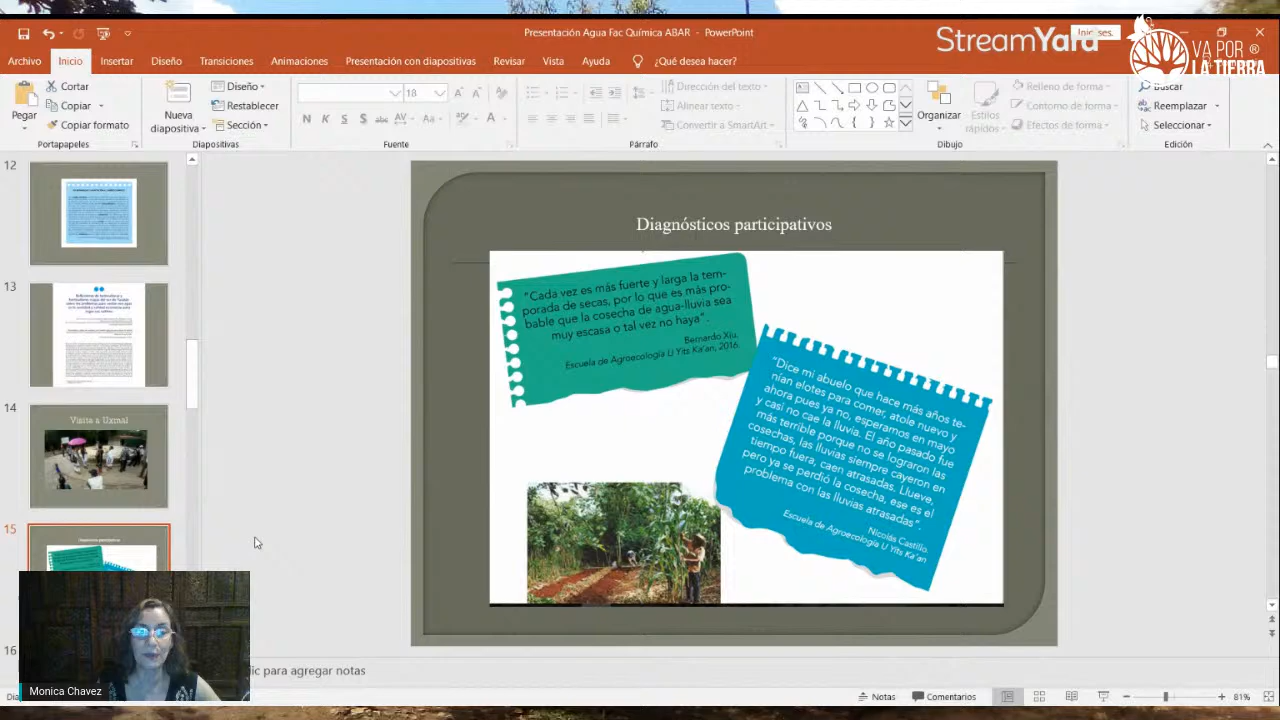 Presentación Agua Fac Química ABAR - PowerPoint
StreamYard
VA POR ®
LA TIERRA
Archivo Inicio Insertar Diseño Transiciones Animaciones Presentación con diapositivas Revisar Vista Ayuda ¿Qué desea hacer?
Pegar
Cortar
Copiar
Copiar formato
Portapapeles
Nueva
diapositiva
Diseño
Restablecer
Sección
Diapositivas
18
N K S S abc AV Aa A
Fuente
Dirección del texto
Alinear texto
Convertir a SmartArt
Párrafo
Organizar
Estilos
rápidos
Relleno de forma
Contorno de forma
Efectos de forma
Dibujo
Buscar
Reemplazar
Seleccionar
Edición
12
13
14
Visita a Uxmal
15
Diagnósticos participativos
16
Diagnósticos participativos
“Cada vez es más fuerte y larga la tem-
porada de secas, por lo que es más pro-
bable que la cosecha de agua-lluvia sea
muy escasa o tal vez no haya”.
Bernardo Xiu.
Escuela de Agroecología U Yits Ka’an, 2016.
“Dice mi abuelo que hace más años te-
nían elotes para comer, atole nuevo y
ahora pues ya no, esperamos en mayo
y casi no cae la lluvia. El año pasado fue
más terrible porque no se lograron las
cosechas, las lluvias siempre cayeron en
tiempo fuera, caen atrasadas. Llueve,
pero ya se perdió la cosecha, ese es el
problema con las lluvias atrasadas”.
Nicolás Castillo.
Escuela de Agroecología U Yits Ka’an
Monica Chavez
ic para agregar notas
Notas Comentarios 81%